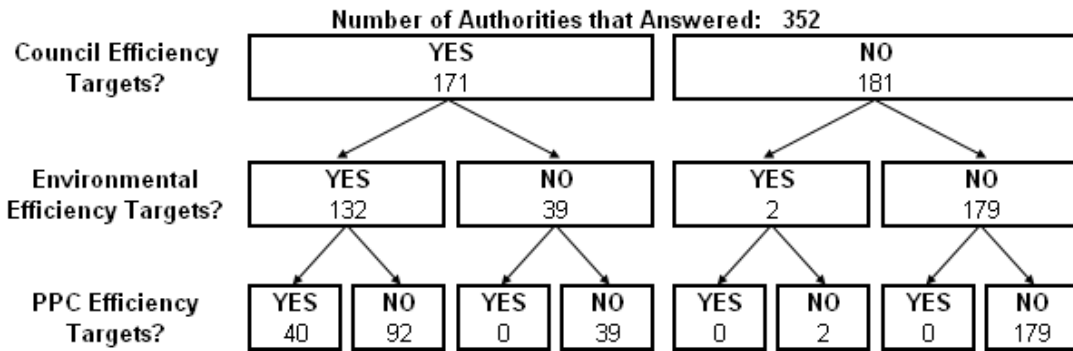 Number of Authorities that Answered: 352
Council Efficiency
Targets?
YES
171
NO
181
Environmental
Efficiency Targets?
YES
132
NO
39
YES
2
NO
179
PPC Efficiency
Targets?
YES
40
NO
92
YES
0
NO
39
YES
0
NO
2
YES
0
NO
179